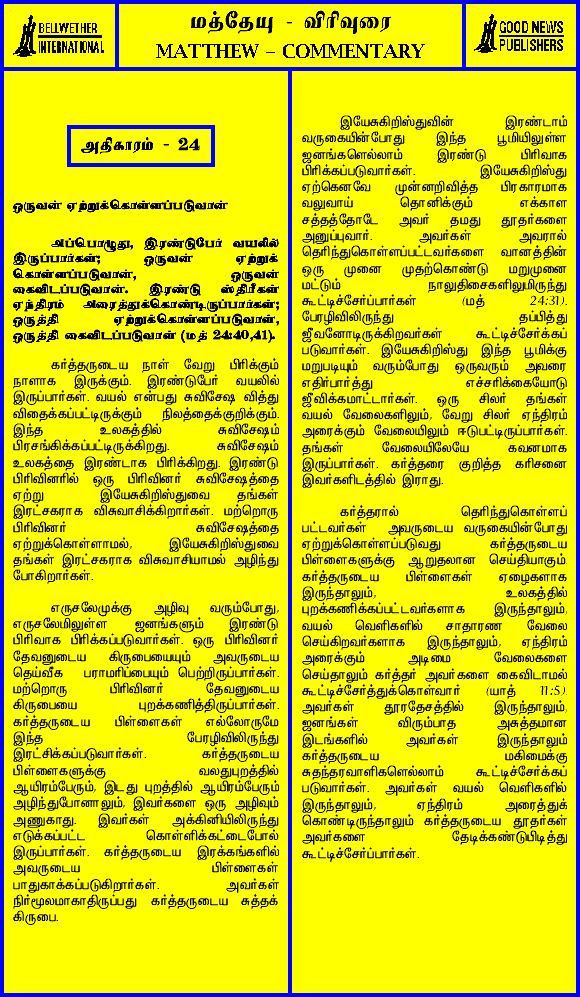 BELLWETHER
INTERNATIONAL
மத்தேயு - விரிவுரை
MATTHEW – COMMENTARY
GOOD NEWS
PUBLISHERS
அதிகாரம் - 24
ஒருவன் ஏற்றுக்கொள்ளப்படுவான்
அப்பொழுது, இரண்டுபேர் வயலில்
இருப்பார்கள்; ஒருவன் ஏற்றுக்
கொள்ளப்படுவான், ஒருவன்
கைவிடப்படுவான். இரண்டு ஸ்திரீகள்
ஏந்திரம் அரைத்துக்கொண்டிருப்பார்கள்;
ஒருத்தி ஏற்றுக்கொள்ளப்படுவாள்,
ஒருத்தி கைவிடப்படுவாள் (மத் 24:40,41).
கர்த்தருடைய நாள் வேறு பிரிக்கும்
நாளாக இருக்கும். இரண்டுபேர் வயலில்
இருப்பார்கள். வயல் என்பது சுவிசேஷ வித்து
விதைக்கப்பட்டிருக்கும் நிலத்தைக்குறிக்கும்.
இந்த உலகத்தில் சுவிசேஷம்
பிரசங்கிக்கப்பட்டிருக்கிறது. சுவிசேஷம்
உலகத்தை இரண்டாக பிரிக்கிறது. இரண்டு
பிரிவினரில் ஒரு பிரிவினர் சுவிசேஷத்தை
ஏற்று இயேசுகிறிஸ்துவை தங்கள்
இரட்சகராக விசுவாசிக்கிறார்கள். மற்றொரு
பிரிவினர் சுவிசேஷத்தை
ஏற்றுக்கொள்ளாமல், இயேசுகிறிஸ்துவை
தங்கள் இரட்சகராக விசுவாசியாமல் அழிந்து
போகிறார்கள்.
எருசலேமுக்கு அழிவு வரும்போது,
எருசலேமிலுள்ள ஜனங்களும் இரண்டு
பிரிவாக பிரிக்கப்படுவார்கள். ஒரு பிரிவினர்
தேவனுடைய கிருபையையும் அவருடைய
தெய்வீக பராமரிப்பையும் பெற்றிருப்பார்கள்.
மற்றொரு பிரிவினர் தேவனுடைய
கிருபையை புறக்கணித்திருப்பார்கள்.
கர்த்தருடைய பிள்ளைகள் எல்லோருமே
இந்த பேரழிவிலிருந்து
இரட்சிக்கப்படுவார்கள். கர்த்தருடைய
பிள்ளைகளுக்கு வலதுபுறத்தில்
ஆயிரம்பேரும், இடது புறத்தில் ஆயிரம்பேரும்
அழிந்துபோனாலும், இவர்களை ஒரு அழிவும்
அணுகாது. இவர்கள் அக்கினியிலிருந்து
எடுக்கப்பட்ட கொள்ளிக்கட்டைபோல்
இருப்பார்கள். கர்த்தருடைய இரக்கங்களில்
அவருடைய பிள்ளைகள்
பாதுகாக்கப்படுகிறார்கள். அவர்கள்
நிர்மூலமாகாதிருப்பது கர்த்தருடைய சுத்தக்
கிருபை.
இயேசுகிறிஸ்துவின் இரண்டாம்
வருகையின்போது இந்த பூமியிலுள்ள
ஜனங்களெல்லாம் இரண்டு பிரிவாக
பிரிக்கப்படுவார்கள். இயேசுகிறிஸ்து
ஏற்கெனவே முன்னறிவித்த பிரகாரமாக
வலுவாய் தொனிக்கும் எக்காள
சத்தத்தோடே அவர் தமது தூதர்களை
அனுப்புவார். அவர்கள் அவரால்
தெரிந்துகொள்ளப்பட்டவர்களை வானத்தின்
ஒரு முனை முதற்கொண்டு மறுமுனை
மட்டும் நாலுதிசைகளிலுமிருந்து
கூட்டிச்சேர்ப்பார்கள் (மத் 24:31).
பேரழிவிலிருந்து தப்பித்து
ஜீவனோடிருக்கிறவர்கள் கூட்டிச்சேர்க்கப்
படுவார்கள். இயேசுகிறிஸ்து இந்த பூமிக்கு
மறுபடியும் வரும்போது ஒருவரும் அவரை
எதிர்பார்த்து எச்சரிக்கையோடு
ஜீவிக்கமாட்டார்கள். ஒரு சிலர் தங்கள்
வயல் வேலைகளிலும், வேறு சிலர் ஏந்திரம்
அரைக்கும் வேலையிலும் ஈடுபட்டிருப்பார்கள்.
தங்கள் வேலையிலேயே கவனமாக
இருப்பார்கள். கர்த்தரை குறித்த கரிசனை
இவர்களிடத்தில் இராது.
கர்த்தரால் தெரிந்துகொள்ளப்
பட்டவர்கள் அவருடைய வருகையின்போது
ஏற்றுக்கொள்ளப்படுவது கர்த்தருடைய
பிள்ளைகளுக்கு ஆறுதலான செய்தியாகும்.
கர்த்தருடைய பிள்ளைகள் ஏழைகளாக
இருந்தாலும், உலகத்தில்
புறக்கணிக்கப்பட்டவர்களாக இருந்தாலும்,
வயல் வெளிகளில் சாதாரண வேலை
செய்கிறவர்களாக இருந்தாலும், ஏந்திரம்
அரைக்கும் அடிமை வேலைகளை
செய்தாலும் கர்த்தர் அவர்களை கைவிடாமல்
கூட்டிச்சேர்த்துக்கொள்வார் (யாத் 11:5).
அவர்கள் தூரதேசத்தில் இருந்தாலும்,
ஜனங்கள் விரும்பாத அசுத்தமான
இடங்களில் அவர்கள் இருந்தாலும்
கர்த்தருடைய மகிமைக்கு
சுதந்தரவாளிகளெல்லாம் கூட்டிச்சேர்க்கப்
படுவார்கள். அவர்கள் வயல் வெளிகளில்
இருந்தாலும், ஏந்திரம் அரைத்துக்
கொண்டிருந்தாலும் கர்த்தருடைய தூதர்கள்
அவர்களை தேடிக்கண்டுபிடித்து
கூட்டிச்சேர்ப்பார்கள்.